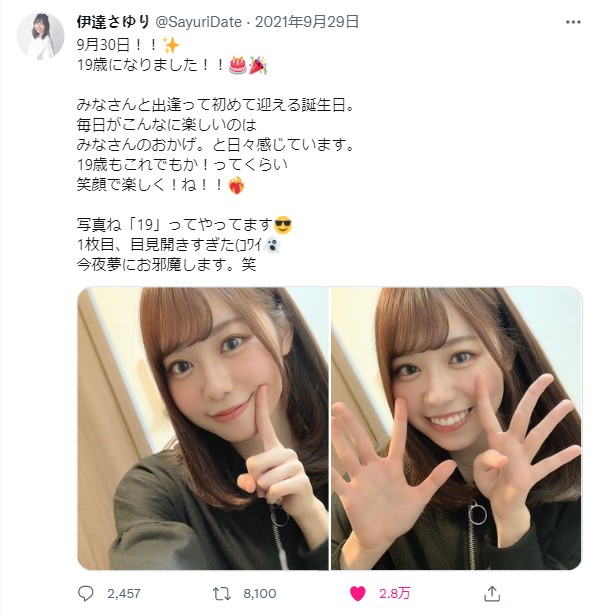 伊達さゆり @SayuriDate · 2021年9月29日
9月30日！！✨
19歳になりました！！🎂🎉
みなさんと出逢って初めて迎える誕生日。
毎日がこんなに楽しいのは
みなさんのおかげ。と日々感じています。
19歳もこれでもか！ってくらい
笑顔で楽しく！ね！！❤️‍🔥
写真ね「19」ってやってます😎
1枚目、目見開きすぎた(ｺﾜｲ👻
今夜夢にお邪魔します。笑
2,457 8,100 2.8万